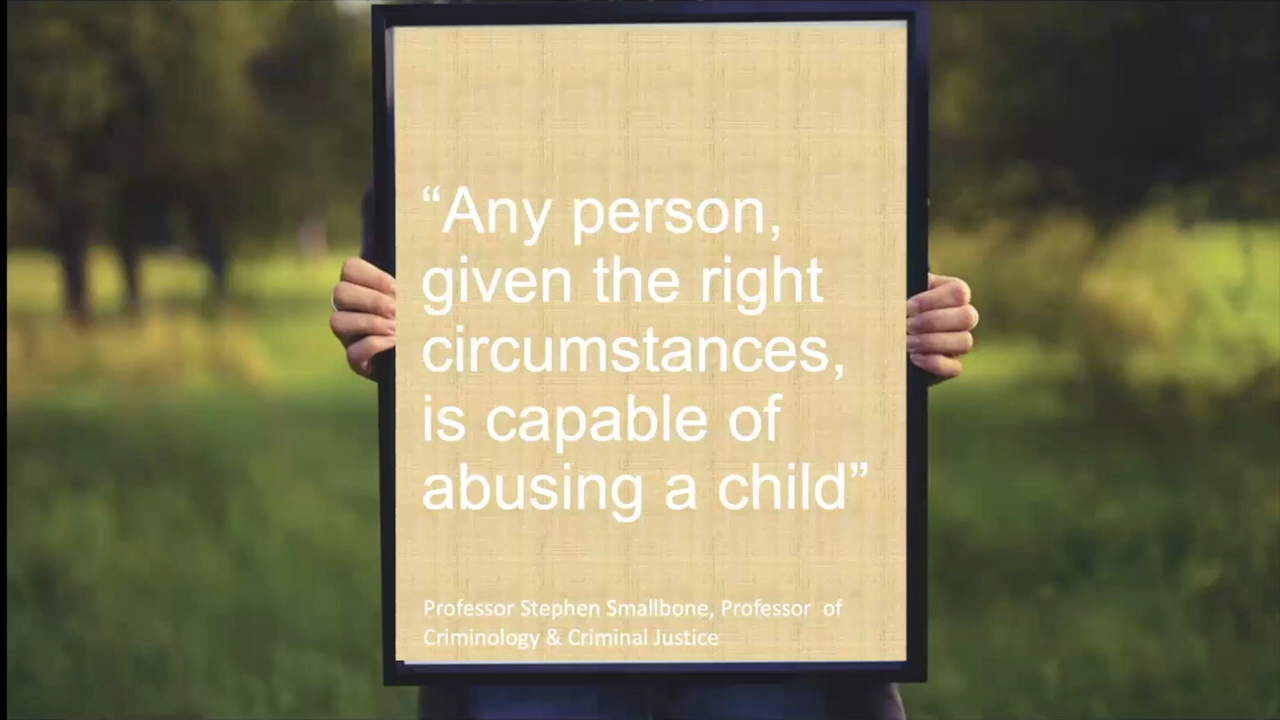 “Any person,
given the right
circumstances,
is capable of
abusing a child”
Professor Stephen Smallbone, Professor of
Criminology & Criminal Justice